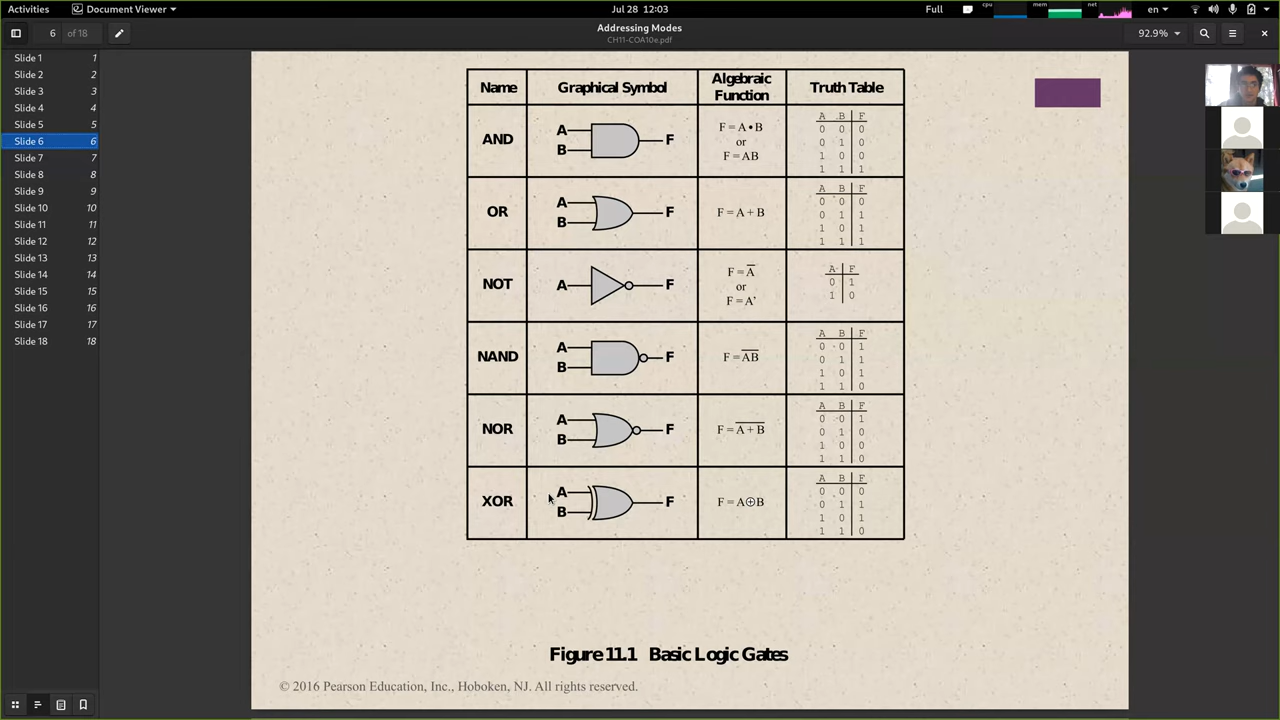 Activities
Document Viewer
Jul 28 12:03
Full
cpu
mem
net
en
6 of 18
Addressing Modes
CH11-COA10e.pdf
92.9%
Slide 1 1
Slide 2 2
Slide 3 3
Slide 4 4
Slide 5 5
Slide 6 6
Slide 7 7
Slide 8 8
Slide 9 9
Slide 10 10
Slide 11 11
Slide 12 12
Slide 13 13
Slide 14 14
Slide 15 15
Slide 16 16
Slide 17 17
Slide 18 18
Name Graphical Symbol Algebraic Function Truth Table
AND
A
B
F
F = A • B
or
F = AB
A B F
0 0 0
0 1 0
1 0 0
1 1 1
OR
A
B
F
F = A + B
A B F
0 0 0
0 1 1
1 0 1
1 1 1
NOT
A
F
F = A̅
or
F = A'
A F
0 1
1 0
NAND
A
B
F
F = A̅B̅
A B F
0 0 1
0 1 1
1 0 1
1 1 0
NOR
A
B
F
F = A̅ ̅+̅ ̅B̅
A B F
0 0 1
0 1 0
1 0 0
1 1 0
XOR
A
B
F
F = A⊕B
A B F
0 0 0
0 1 1
1 0 1
1 1 0
Figure 11.1 Basic Logic Gates
© 2016 Pearson Education, Inc., Hoboken, NJ. All rights reserved.